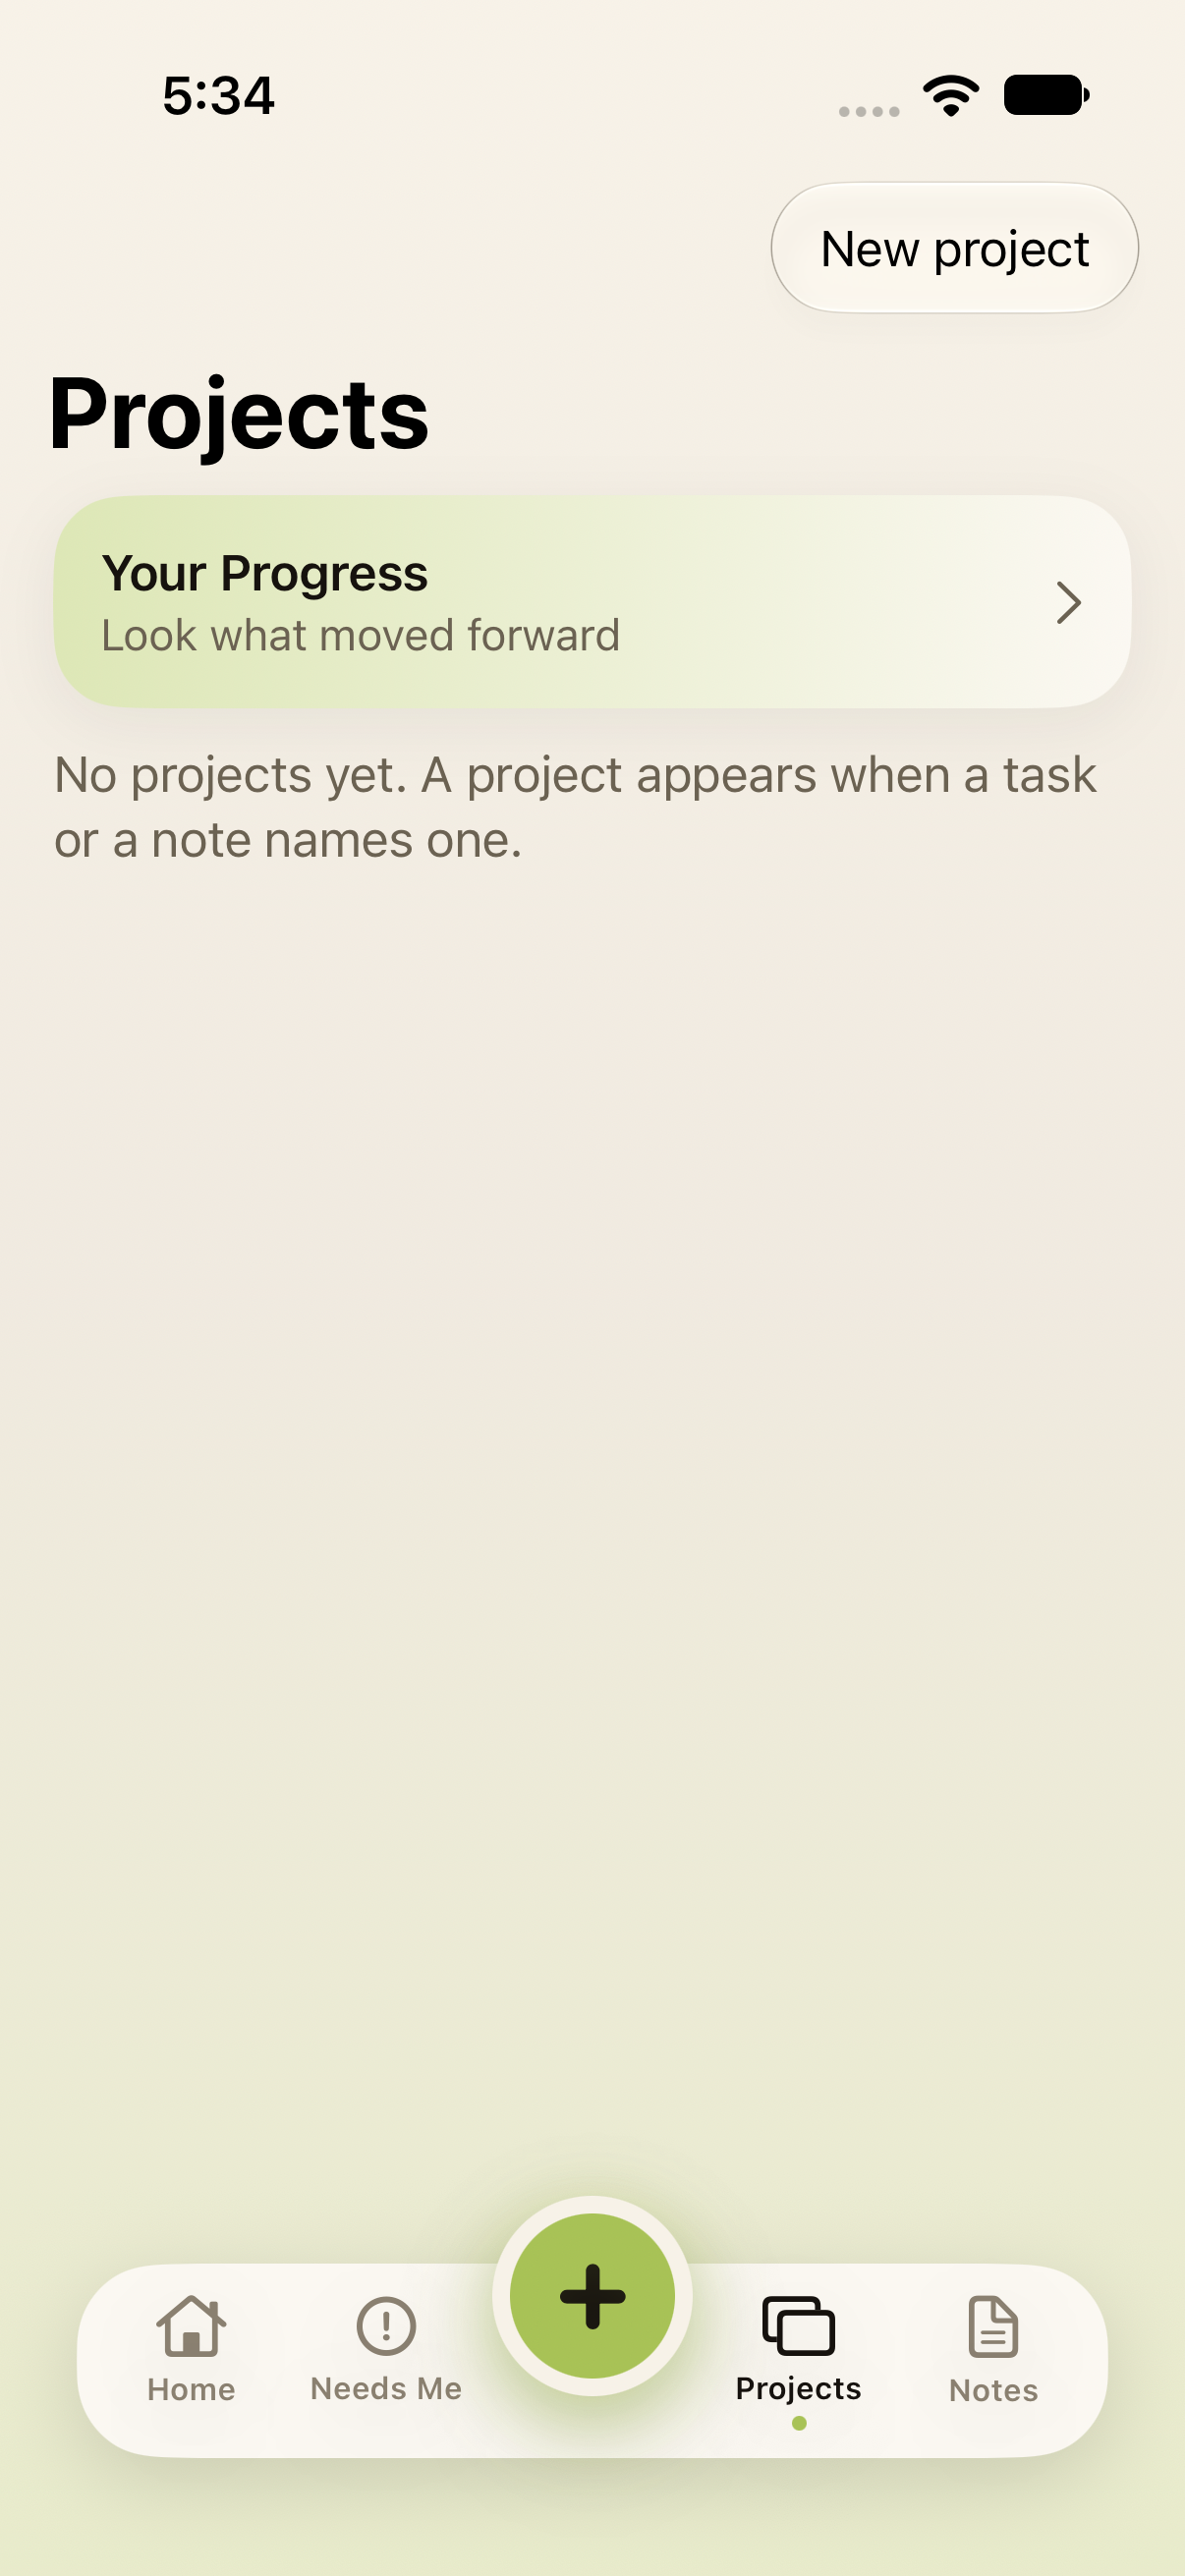 5:34
New project
Projects
Your Progress
Look what moved forward
No projects yet. A project appears when a task
or a note names one.
Home
Needs Me
Projects
Notes